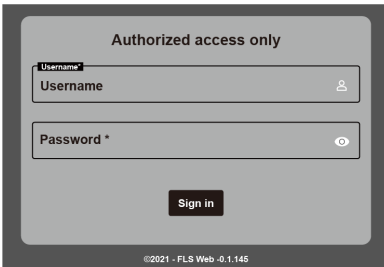 Authorized access only
Username*
Username
Password *
Sign in
©2021 - FLS Web -0.1.145